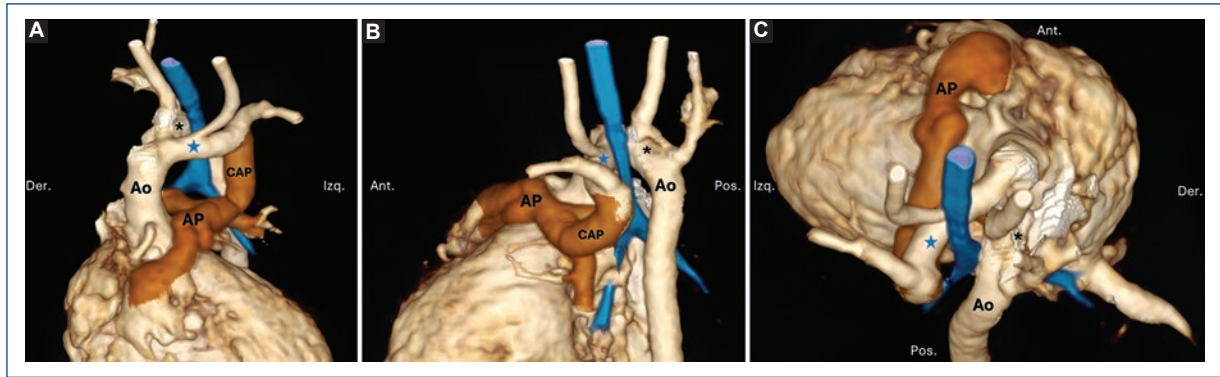 A
Der.
Izq.
*
★
Ao
AP
CAP
B
Ant.
Pos.
★
*
Ao
AP
CAP
C
Ant.
AP
Izq.
Der.
★
*
Ao
Pos.